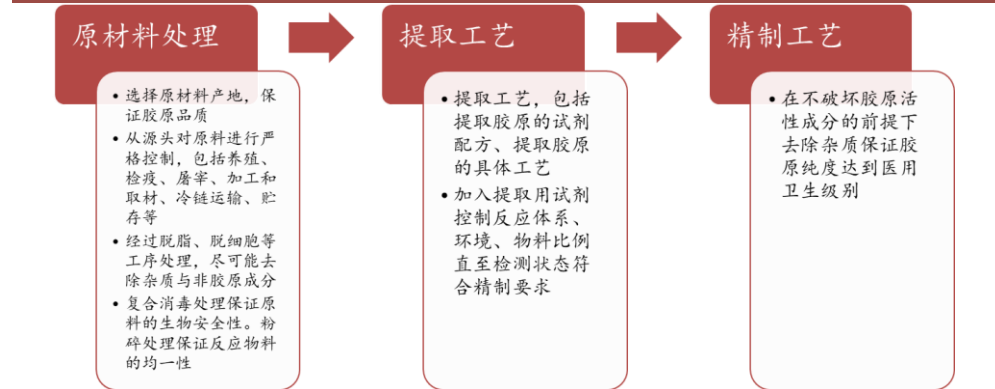 原材料处理
• 选择原材料产地，保
证胶原品质
• 从源头对原料进行严
格控制，包括养殖、
检疫、屠宰、加工和
取材、冷链运输、贮
存等
• 经过脱脂、脱细胞等
工序处理，尽可能去
除杂质与非胶原成分
• 复合消毒处理保证原
料的生物安全性。粉
碎处理保证反应物料
的均一性
提取工艺
• 提取工艺，包括
提取胶原的试剂
配方、提取胶原
的具体工艺
• 加入提取用试剂
控制反应体系、
环境、物料比例
直至检测状态符
合精制要求
精制工艺
• 在不破坏胶原活
性成分的前提下
去除杂质保证胶
原纯度达到医用
卫生级别